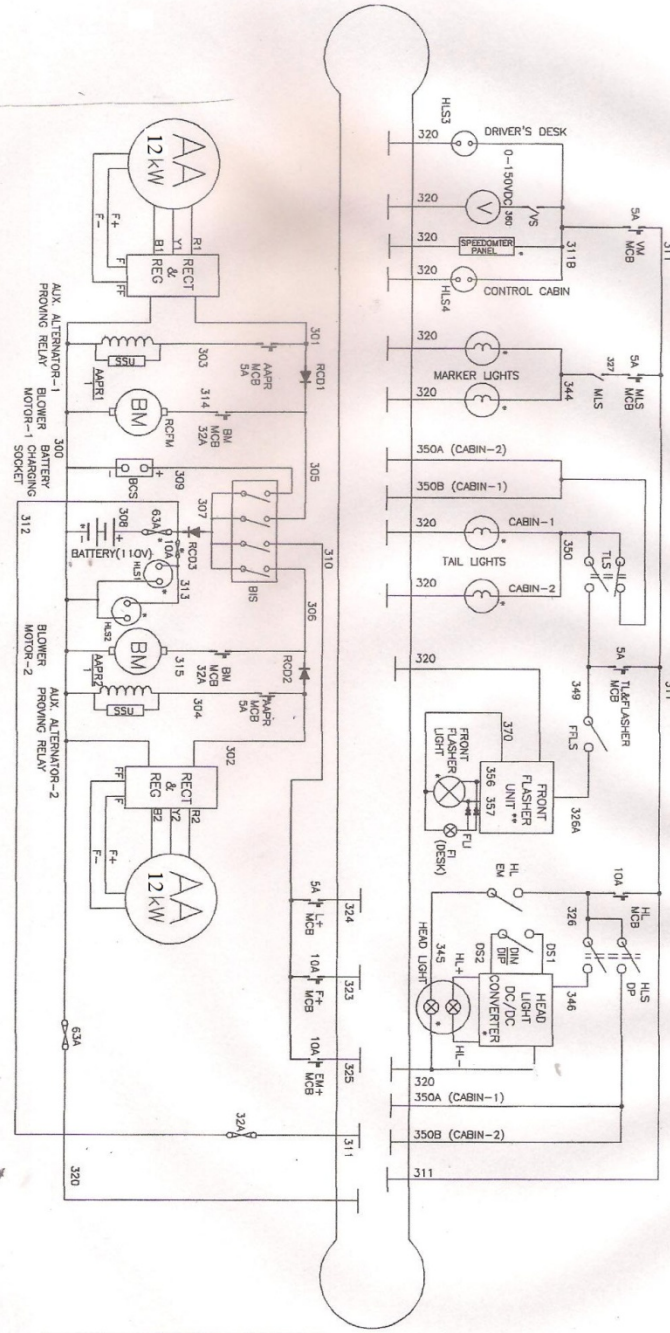 311
5A
VM
MCB
DRIVER'S DESK
HLS3
320
0-150VDC
360
VS
V
320
SPEEDOMTER
PANEL
*
311B
320
HLS4
CONTROL CABIN
320
5A
MLS
MCB
327
MLS
344
MARKER LIGHTS
*
320
*
320
350A (CABIN-2)
350B (CABIN-1)
TLS
350
CABIN-1
320
*
TAIL LIGHTS
CABIN-2
320
*
311
5A
TL&FLASHER
MCB
349
FFLS
326A
320
FRONT
FLASHER
UNIT **
370
356
357
FRONT
FLASHER
LIGHT
*
FU
FI
(DESK)
10A
HL
MCB
326
HLS
DP
346
HL
EM
DS1
DIM
DIP
DS2
345
HEAD
LIGHT
DC/DC
CONVERTER
*
HL+
HL-
HEAD LIGHT
*
320
350A (CABIN-1)
350B (CABIN-2)
311
AA
12 kW
F-
F+
B1
Y1
R1
F
FF
RECT
&
REG
AUX. ALTERNATOR-1
PROVING RELAY
301
RCD1
AAPR
MCB
5A
303
SSU
AAPR1
1
BM
MCB
32A
314
BM
RCFM
BLOWER
MOTOR-1
305
300
BATTERY
CHARGING
SOCKET
BCS
+
-
309
310
BIS
307
RCD3
63A
*
10A
*
308
+
-
*
BATTERY(110V)
312
313
HLS1
*
HLS2
*
306
RCD2
BM
MCB
32A
315
BM
BLOWER
MOTOR-2
AAPR
MCB
5A
304
SSU
AAPR2
1
AUX. ALTERNATOR-2
PROVING RELAY
302
RECT
&
REG
FF
F
R2
Y2
B2
F+
F-
AA
12 kW
324
5A
L+
MCB
323
10A
F+
MCB
325
10A
EM+
MCB
63A
32A
311
320